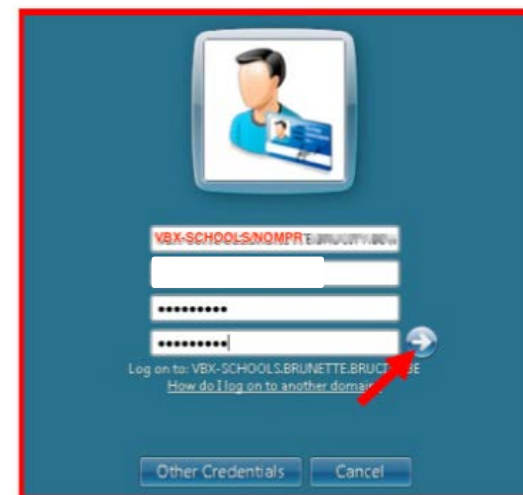 VBX-SCHOOLS/NOMPR
•••••••••
•••••••••
Log on to: VBX-SCHOOLS.BRUNETTE.BRUCI
How do I log on to another domain
Other Credentials
Cancel